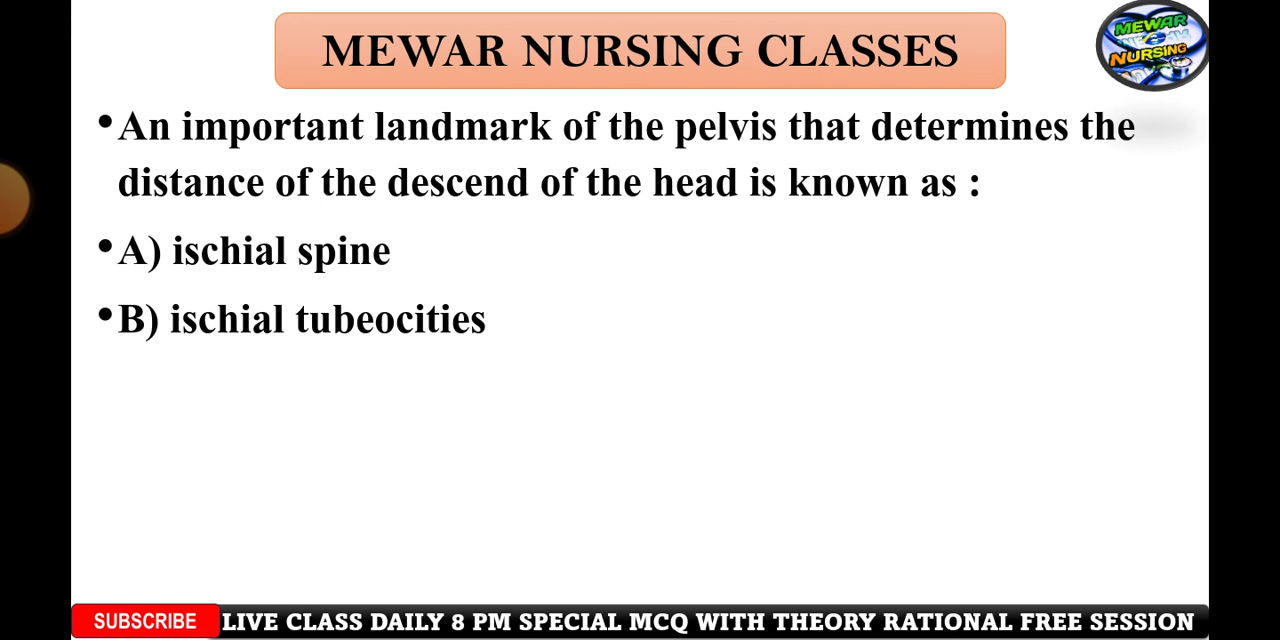 MEWAR NURSING CLASSES
MEWAR
NURSING
•An important landmark of the pelvis that determines the
distance of the descend of the head is known as :
•A) ischial spine
•B) ischial tubeocities
SUBSCRIBE LIVE CLASS DAILY 8 PM SPECIAL MCQ WITH THEORY RATIONAL FREE SESSION